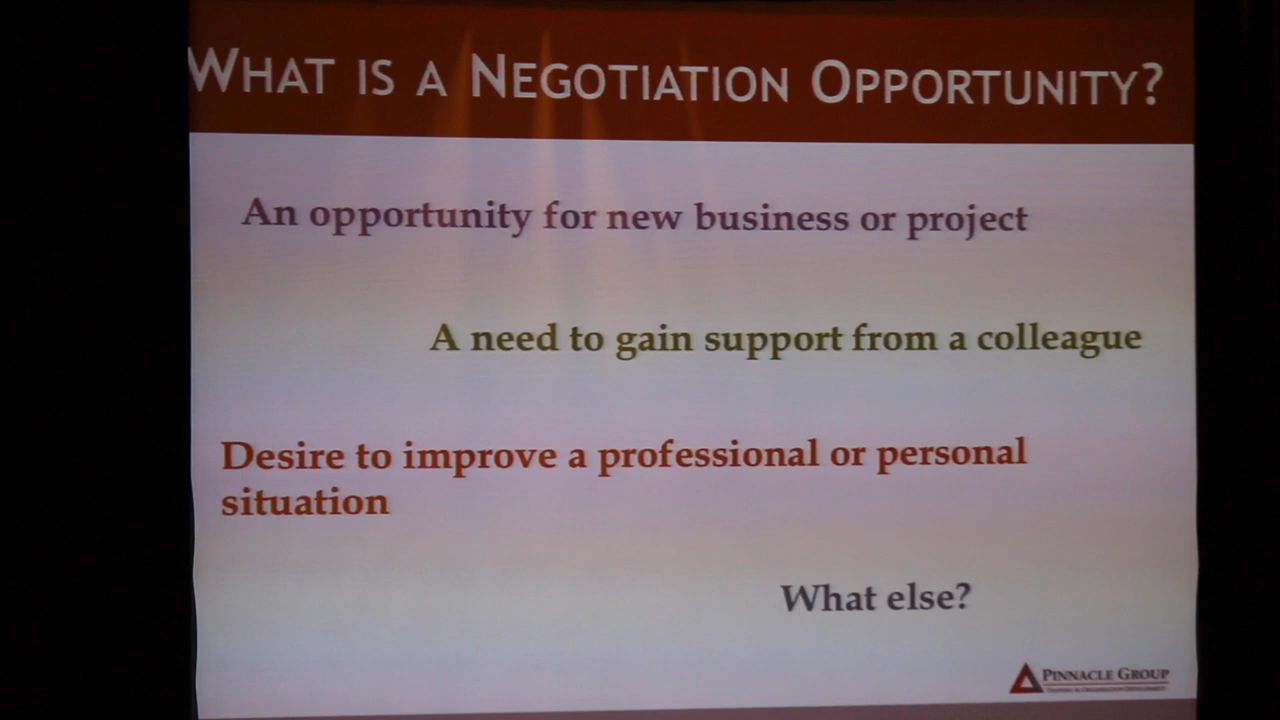 WHAT IS A NEGOTIATION OPPORTUNITY?
An opportunity for new business or project
A need to gain support from a colleague
Desire to improve a professional or personal
situation
What else?
PINNACLE GROUP